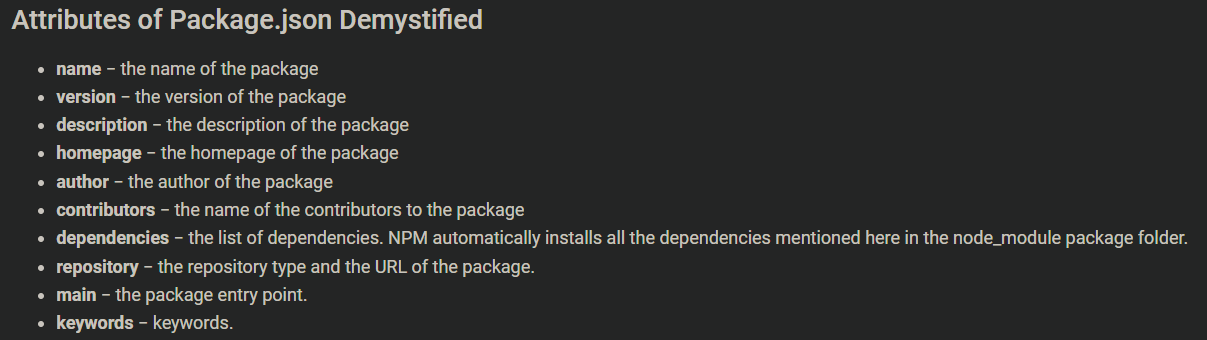 Attributes of Package.json Demystified
• name − the name of the package
• version − the version of the package
• description − the description of the package
• homepage − the homepage of the package
• author − the author of the package
• contributors − the name of the contributors to the package
• dependencies − the list of dependencies. NPM automatically installs all the dependencies mentioned here in the node_module package folder.
• repository − the repository type and the URL of the package.
• main − the package entry point.
• keywords − keywords.